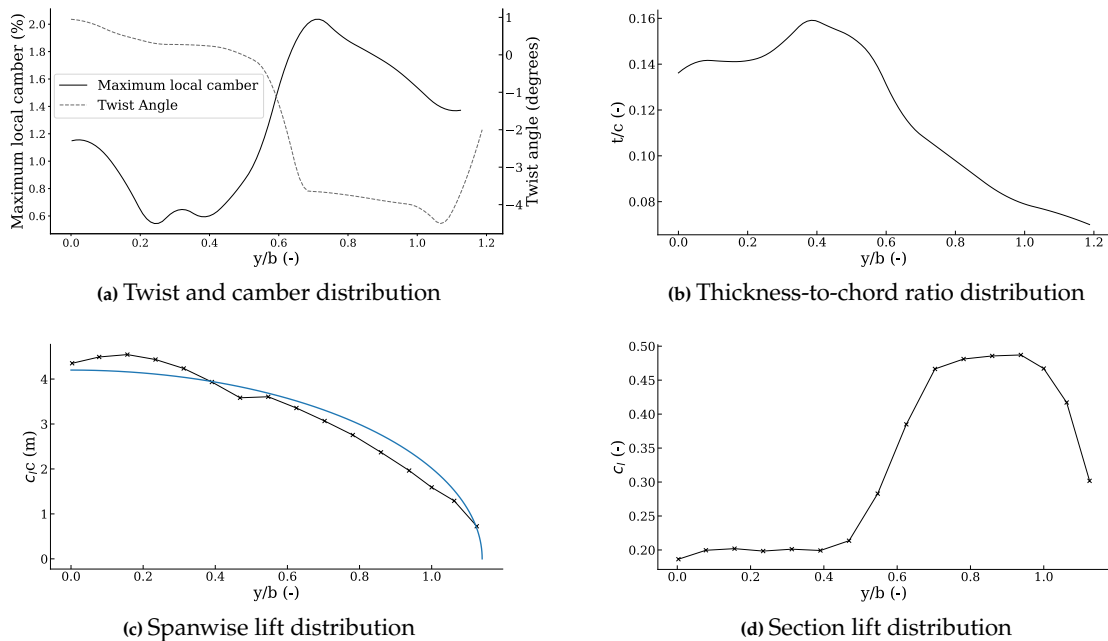 Maximum local camber (%)
2.0
1.8
1.6
1.4
1.2
1.0
0.8
0.6
Maximum local camber
Twist Angle
1
0
−1
−2
−3
−4
Twist angle (degrees)
0.0 0.2 0.4 0.6 0.8 1.0 1.2
y/b (-)
(a) Twist and camber distribution
t/c (-)
0.16
0.14
0.12
0.10
0.08
0.0 0.2 0.4 0.6 0.8 1.0 1.2
y/b (-)
(b) Thickness-to-chord ratio distribution
c_l c (m)
4
3
2
1
0
0.0 0.2 0.4 0.6 0.8 1.0
y/b (-)
(c) Spanwise lift distribution
c_l (-)
0.50
0.45
0.40
0.35
0.30
0.25
0.20
0.0 0.2 0.4 0.6 0.8 1.0
y/b (-)
(d) Section lift distribution